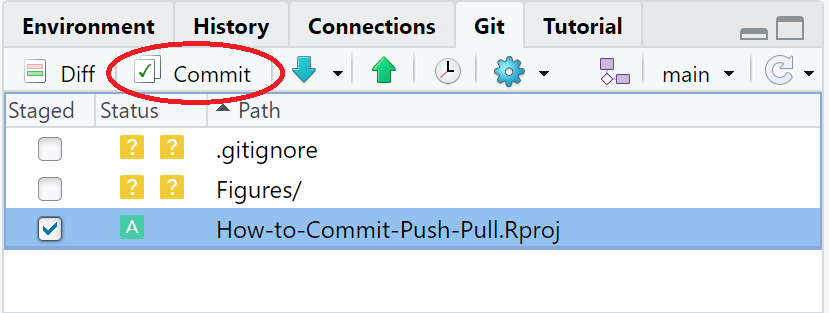 Environment History Connections Git Tutorial
Diff Commit main
Staged Status Path
? ? .gitignore
? ? Figures/
A How-to-Commit-Push-Pull.Rproj